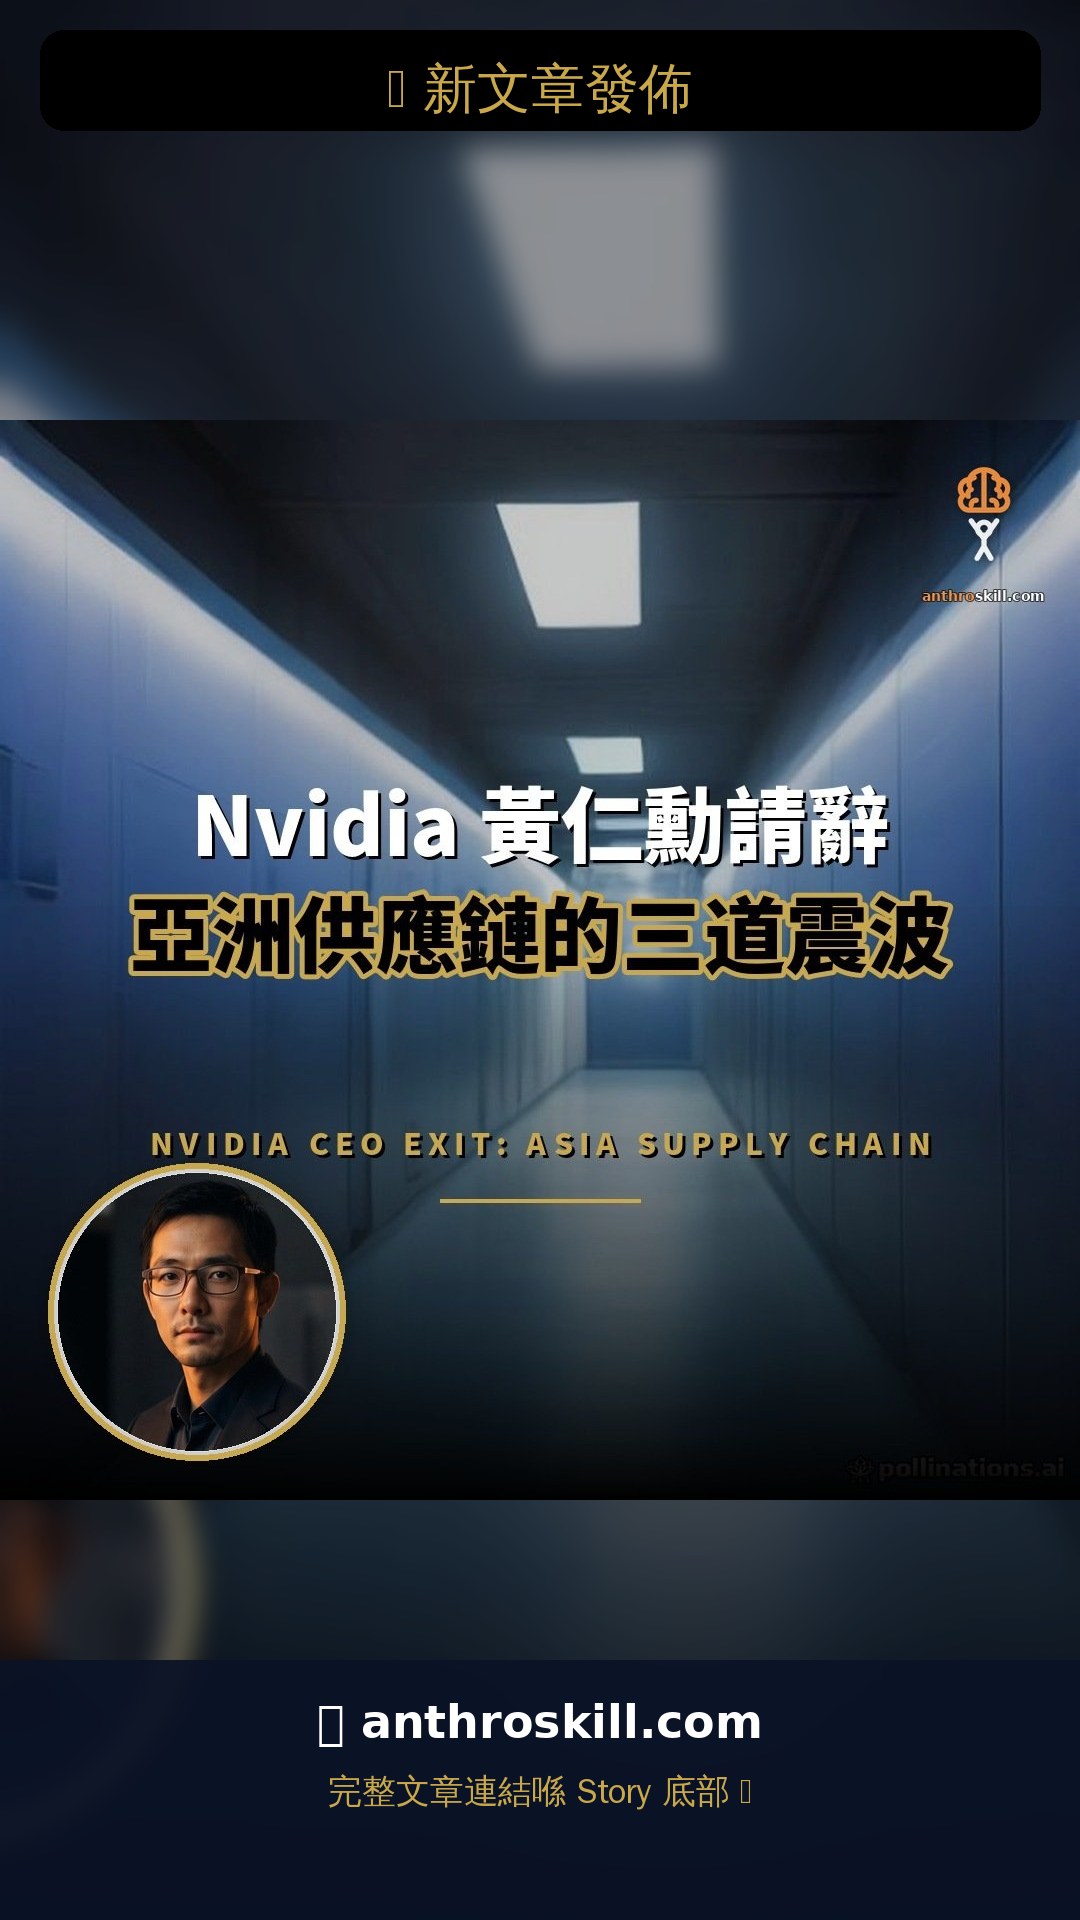 新文章發佈
anthroskill.com
Nvidia 黃仁勳請辭
亞洲供應鏈的三道震波
NVIDIA CEO EXIT: ASIA SUPPLY CHAIN
pollinations.ai
anthroskill.com
完整文章連結喺 Story 底部